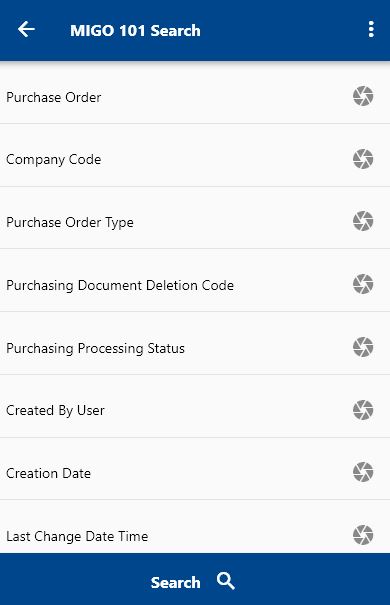 MIGO 101 Search
Purchase Order
Company Code
Purchase Order Type
Purchasing Document Deletion Code
Purchasing Processing Status
Created By User
Creation Date
Last Change Date Time
Search